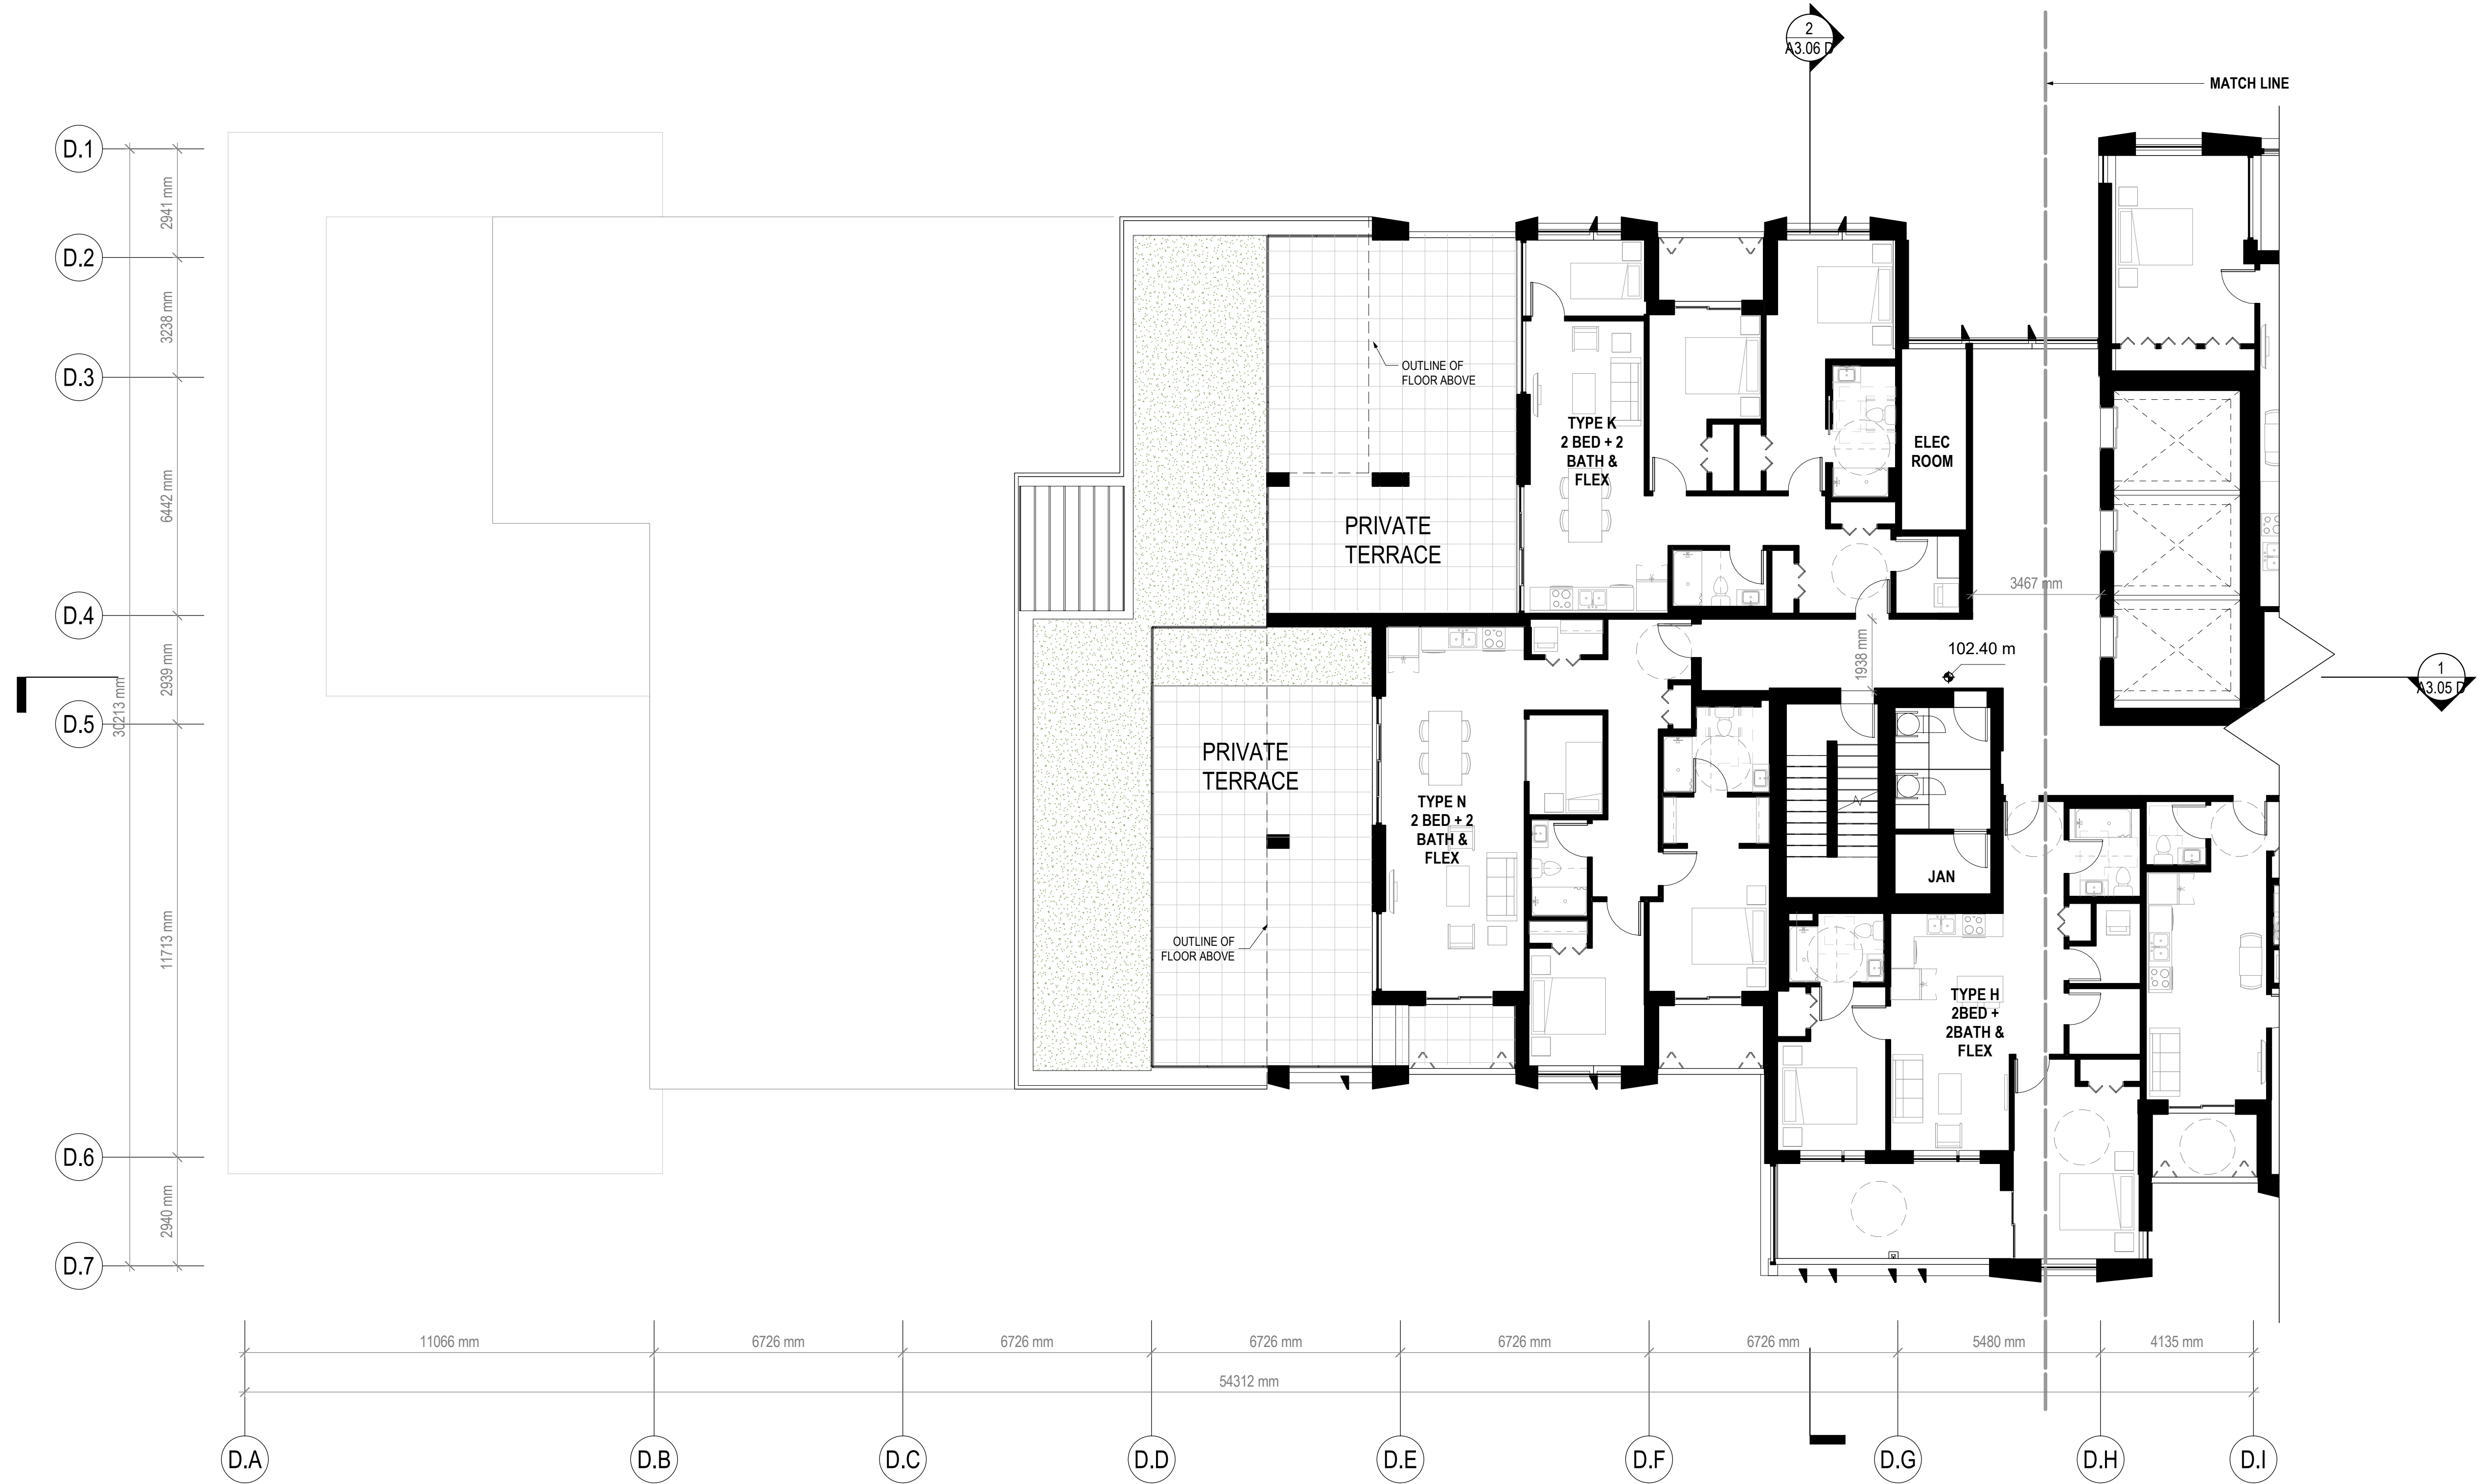 2
A3.06 D
MATCH LINE
D.1
D.2
D.3
D.4
D.5
D.6
D.7
2941 mm
3238 mm
6442 mm
2939 mm
30213 mm
11713 mm
2940 mm
OUTLINE OF
FLOOR ABOVE
TYPE K
2 BED + 2
BATH &
FLEX
ELEC
ROOM
PRIVATE
TERRACE
3467 mm
1938 mm
102.40 m
1
A3.05 D
PRIVATE
TERRACE
TYPE N
2 BED + 2
BATH &
FLEX
JAN
OUTLINE OF
FLOOR ABOVE
TYPE H
2BED +
2BATH &
FLEX
11066 mm
6726 mm
6726 mm
6726 mm
6726 mm
6726 mm
5480 mm
4135 mm
54312 mm
D.A
D.B
D.C
D.D
D.E
D.F
D.G
D.H
D.I